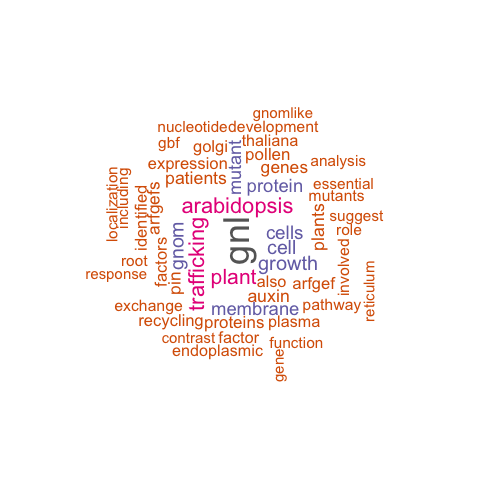 gnomlike
nucleotide development
gbf golgi mutant thaliana
pollen
expression genes analysis
patients protein essential
mutants
localization including identified arfgefs arabidopsis plants suggest
gnom trafficking gnl cells role
cell involved
factors growth
root plant reticulum
response pin also arfgef
auxin
exchange membrane pathway
recycling proteins plasma
contrast factor function
endoplasmic gene